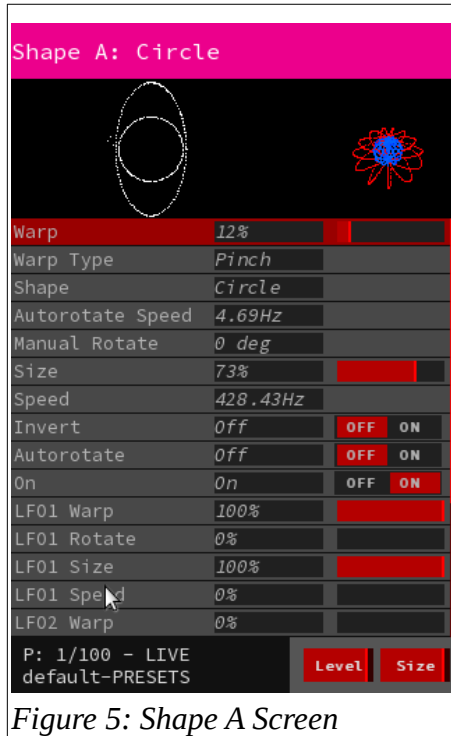 Shape A: Circle
Warp 12%
Warp Type Pinch
Shape Circle
Autorotate Speed 4.69Hz
Manual Rotate 0 deg
Size 73%
Speed 428.43Hz
Invert Off OFF ON
Autorotate Off OFF ON
On On OFF ON
LFO1 Warp 100%
LFO1 Rotate 0%
LFO1 Size 100%
LFO1 Speed 0%
LFO2 Warp 0%
P: 1/100 - LIVE
default-PRESETS
Level Size
Figure 5: Shape A Screen